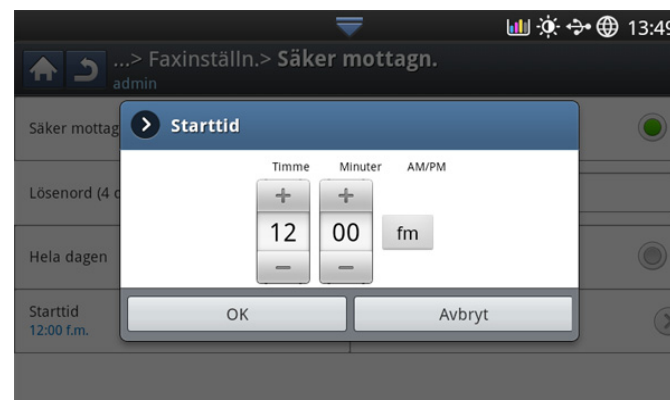 13:49
...> Faxinställn.> Säker mottagn.
admin
Säker mottag
Starttid
Timme Minuter AM/PM
Lösenord (4
+ +
12 00 fm
− −
Hela dagen
Starttid
12:00 f.m.
OK Avbryt